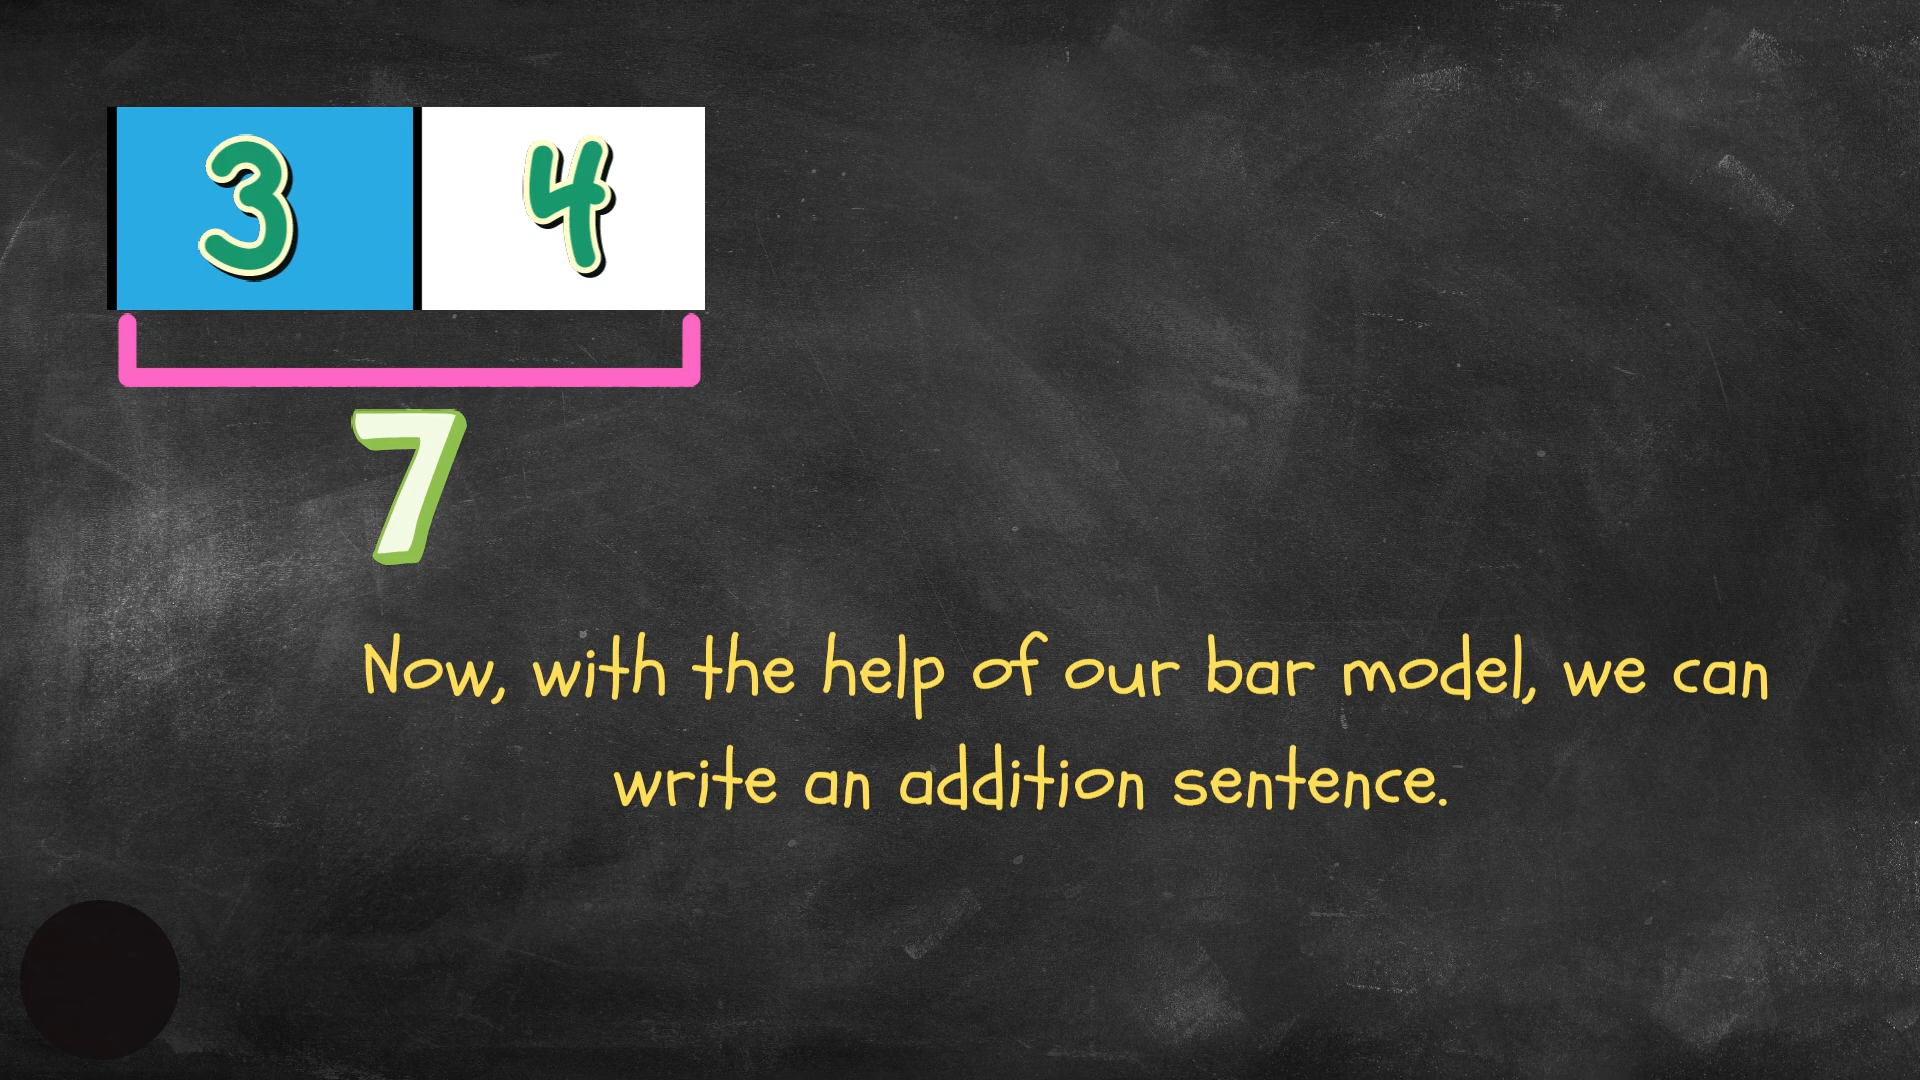 3 4
7
Now, with the help of our bar model, we can
write an addition sentence.